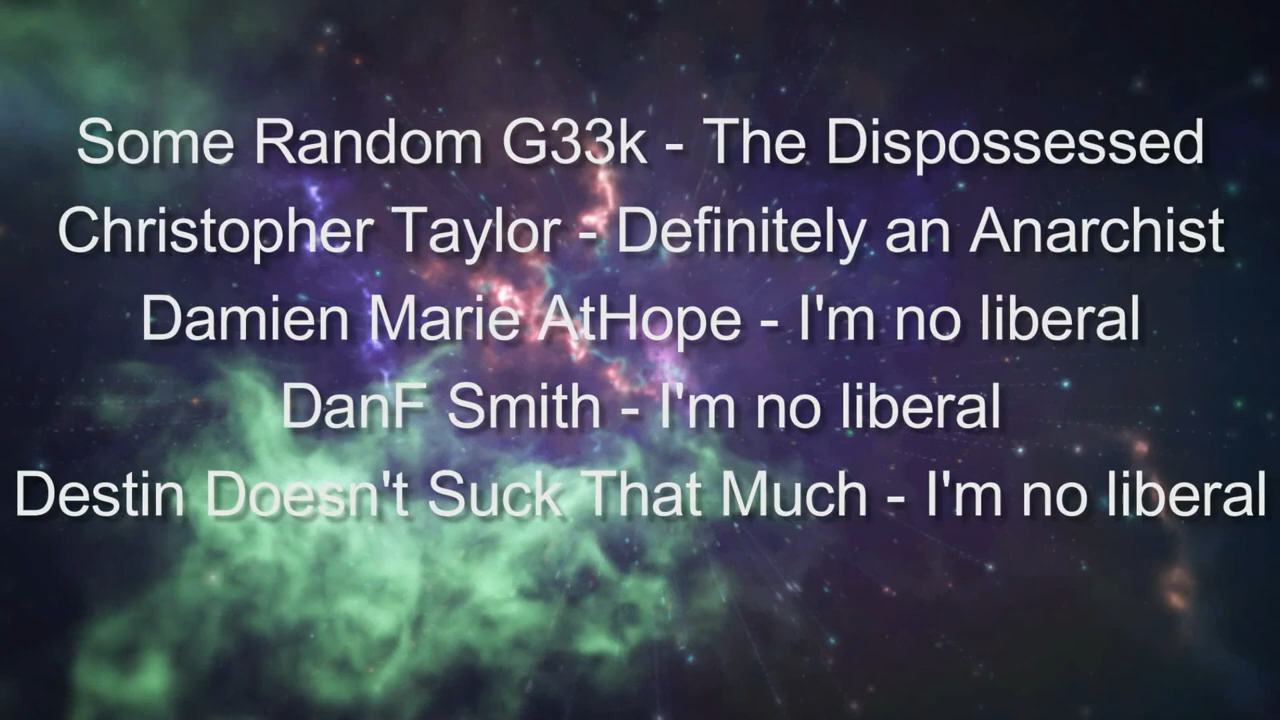 Some Random G33k - The Dispossessed
Christopher Taylor - Definitely an Anarchist
Damien Marie AtHope - I'm no liberal
DanF Smith - I'm no liberal
Destin Doesn't Suck That Much - I'm no liberal